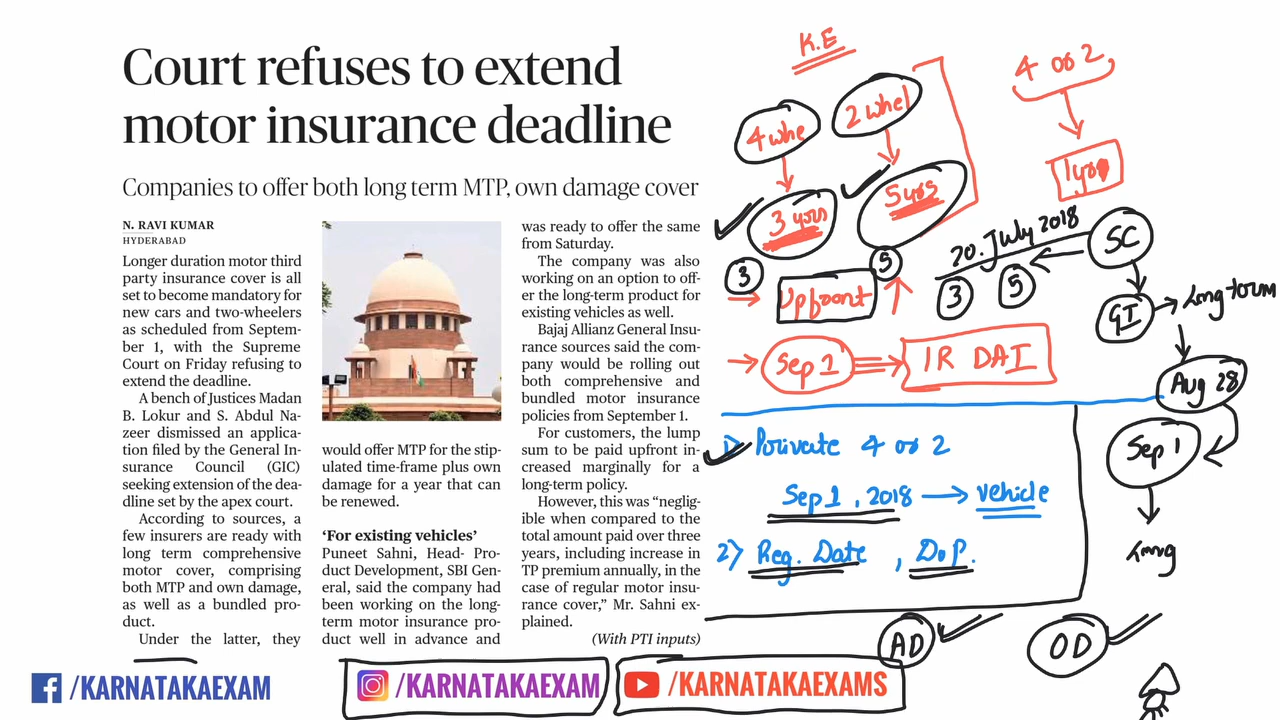 Court refuses to extend
motor insurance deadline
Companies to offer both long term MTP, own damage cover
N. RAVI KUMAR
HYDERABAD
Longer duration motor third
party insurance cover is all
set to become mandatory for
new cars and two-wheelers
as scheduled from Septem-
ber 1, with the Supreme
Court on Friday refusing to
extend the deadline.
A bench of Justices Madan
B. Lokur and S. Abdul Na-
zeer dismissed an applica-
tion filed by the General In-
surance Council (GIC)
seeking extension of the dea-
dline set by the apex court.
According to sources, a
few insurers are ready with
long term comprehensive
motor cover, comprising
both MTP and own damage,
as well as a bundled pro-
duct.
Under the latter, they
would offer MTP for the stip-
ulated time-frame plus own
damage for a year that can
be renewed.
‘For existing vehicles’
Puneet Sahni, Head- Pro-
duct Development, SBI Gen-
eral, said the company had
been working on the long-
term motor insurance pro-
duct well in advance and
was ready to offer the same
from Saturday.
The company was also
working on an option to off-
er the long-term product for
existing vehicles as well.
Bajaj Allianz General Insu-
rance sources said the com-
pany would be rolling out
both comprehensive and
bundled motor insurance
policies from September 1.
For customers, the lump
sum to be paid upfront in-
creased marginally for a
long-term policy.
However, this was “neglig-
ible when compared to the
total amount paid over three
years, including increase in
TP premium annually, in the
case of regular motor insu-
rance cover,” Mr. Sahni ex-
plained.
(With PTI inputs)
K.E
4 whe
2 whel
4 or 2
3 yrs
5 yrs
1 yr
20 July 2018
SC
3
5
3
5
Upfront
GI
Long term
Sep 1
IR DAI
Aug 28
1) Private 4 or 2
Sep 1
Sep 1, 2018 → vehicle
2) Reg. Date, DoP.
Long
AD
OD
/KARNATAKAEXAM
/KARNATAKAEXAM
/KARNATAKAEXAMS